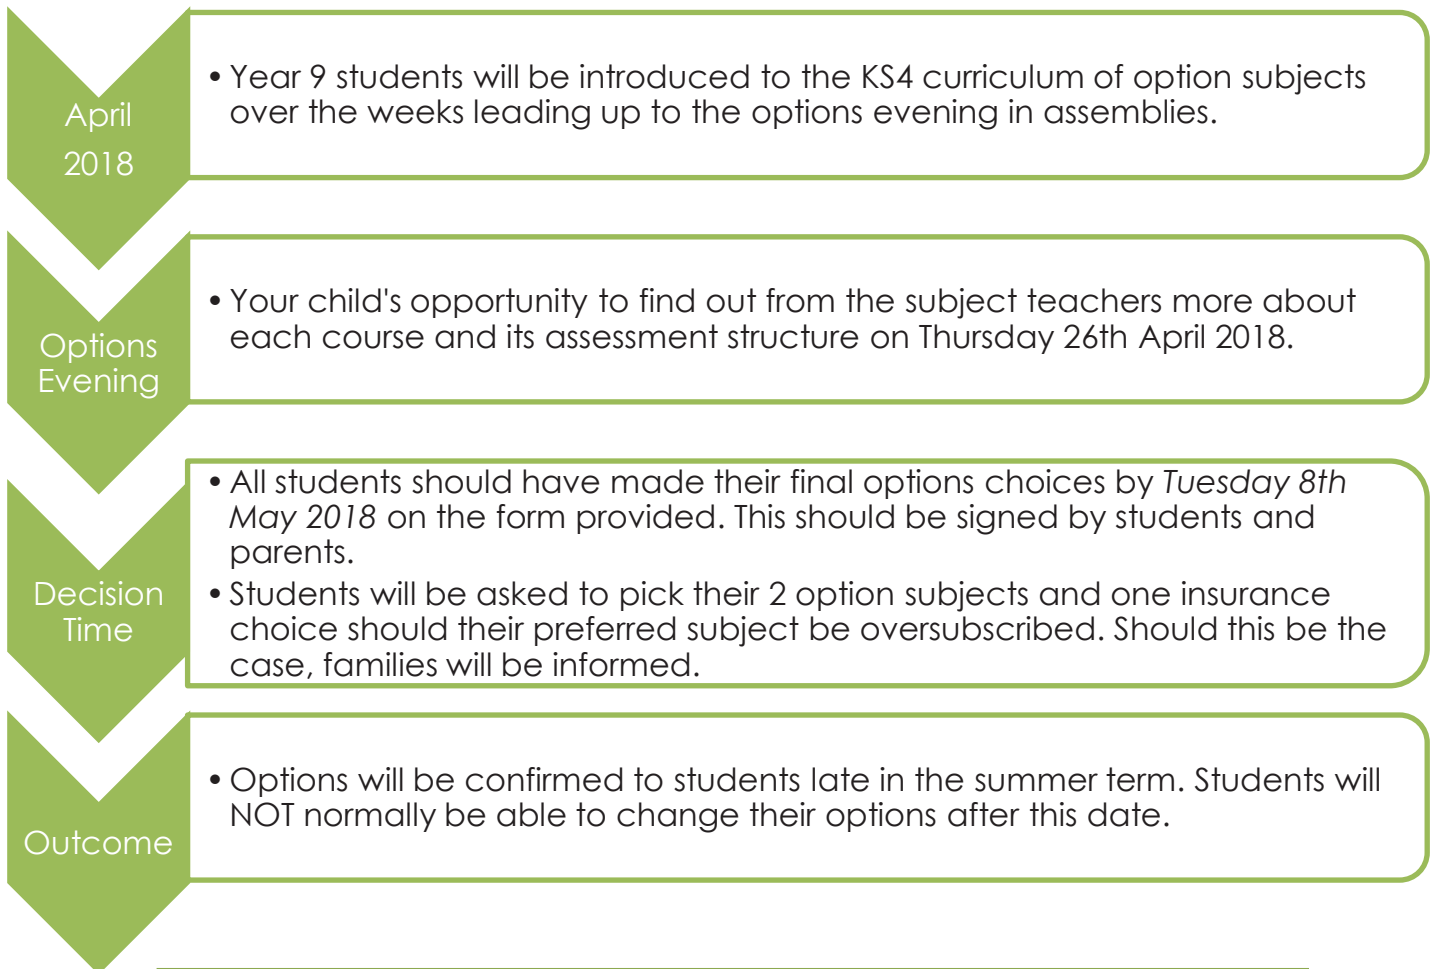 April
2018
• Year 9 students will be introduced to the KS4 curriculum of option subjects
over the weeks leading up to the options evening in assemblies.
Options
Evening
• Your child's opportunity to find out from the subject teachers more about
each course and its assessment structure on Thursday 26th April 2018.
Decision
Time
• All students should have made their final options choices by Tuesday 8th
May 2018 on the form provided. This should be signed by students and
parents.
• Students will be asked to pick their 2 option subjects and one insurance
choice should their preferred subject be oversubscribed. Should this be the
case, families will be informed.
Outcome
• Options will be confirmed to students late in the summer term. Students will
NOT normally be able to change their options after this date.